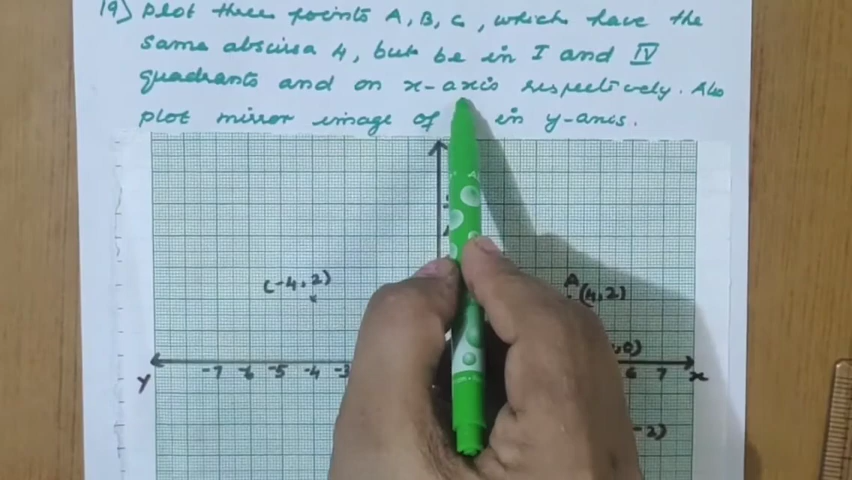 19) Plot three points A, B, C, which have the
same abscissa 4, but be in I and IV
quadrants and on x-axis respectively. Also
plot mirror image of in y-axis.
(-4, 2)
A (4, 2)
, 0)
-7 -6 -5 -4 -3 6 7
y x
-2)